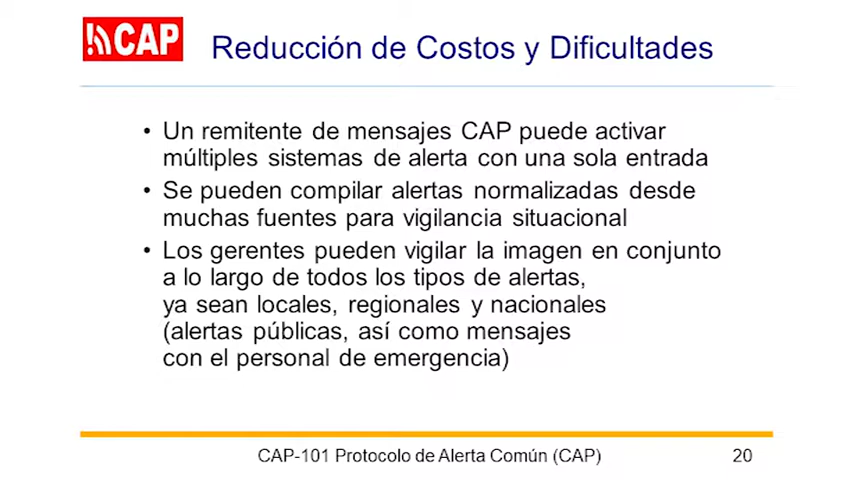 CAP
Reducción de Costos y Dificultades
• Un remitente de mensajes CAP puede activar
múltiples sistemas de alerta con una sola entrada
• Se pueden compilar alertas normalizadas desde
muchas fuentes para vigilancia situacional
• Los gerentes pueden vigilar la imagen en conjunto
a lo largo de todos los tipos de alertas,
ya sean locales, regionales y nacionales
(alertas públicas, así como mensajes
con el personal de emergencia)
CAP-101 Protocolo de Alerta Común (CAP)
20